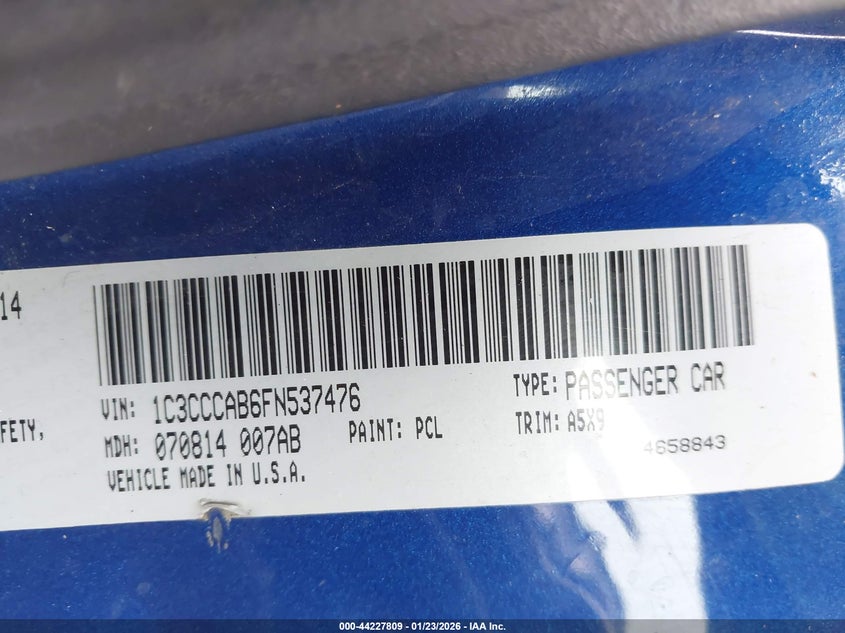 14
VIN: 1C3CCCAB6FN537476
TYPE: PASSENGER CAR
FETY,
MDH: 070814 007AB
PAINT: PCL
TRIM: A5X9
4658843
VEHICLE MADE IN U.S.A.
000-44227809 - 01/23/2026 - IAA Inc.